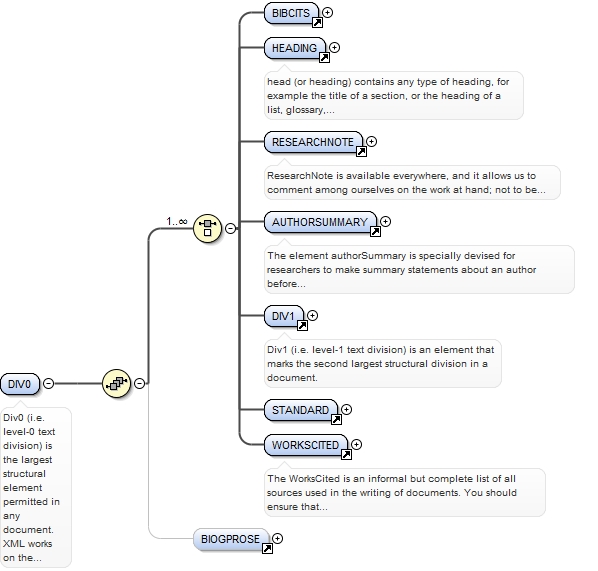 BIBCITS
HEADING
head (or heading) contains any type of heading, for
example the title of a section, or the heading of a
list, glossary,...
RESEARCHNOTE
ResearchNote is available everywhere, and it allows us to
comment among ourselves on the work at hand; not to be...
1..∞
AUTHORSUMMARY
The element authorSummary is specially devised for
researchers to make summary statements about an author
before...
DIV1
Div1 (i.e. level-1 text division) is an element that
marks the second largest structural division in a
document.
DIV0
Div0 (i.e.
level-0 text
division) is
the largest
structural
element
permitted in
any
document.
XML works
on the...
STANDARD
WORKSCITED
The WorksCited is an informal but complete list of all
sources used in the writing of documents. You should
ensure that...
BIOGPROSE